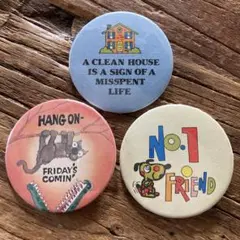 A CLEAN HOUSE
IS A SIGN OF A
MISSPENT
LIFE
HANG ON-
FRIDAY'S
COMIN'
NO.1
FRIEND